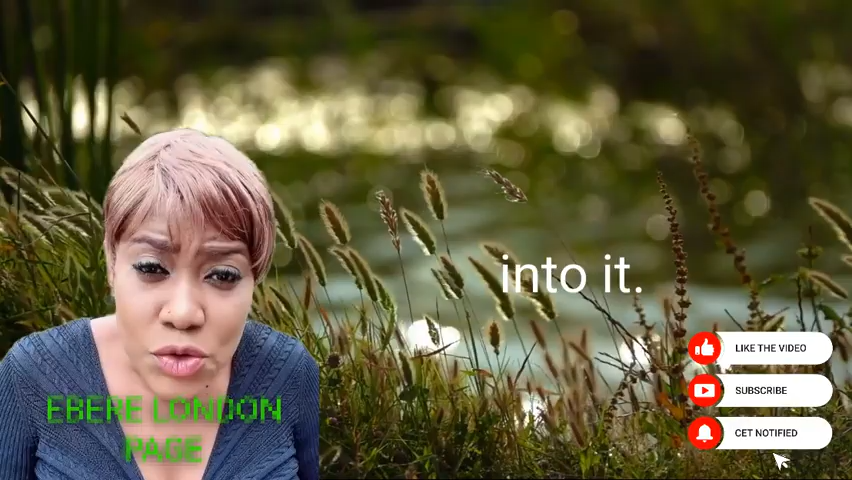 into it.
LIKE THE VIDEO
SUBSCRIBE
CET NOTIFIED
EBERE LONDON
PAGE